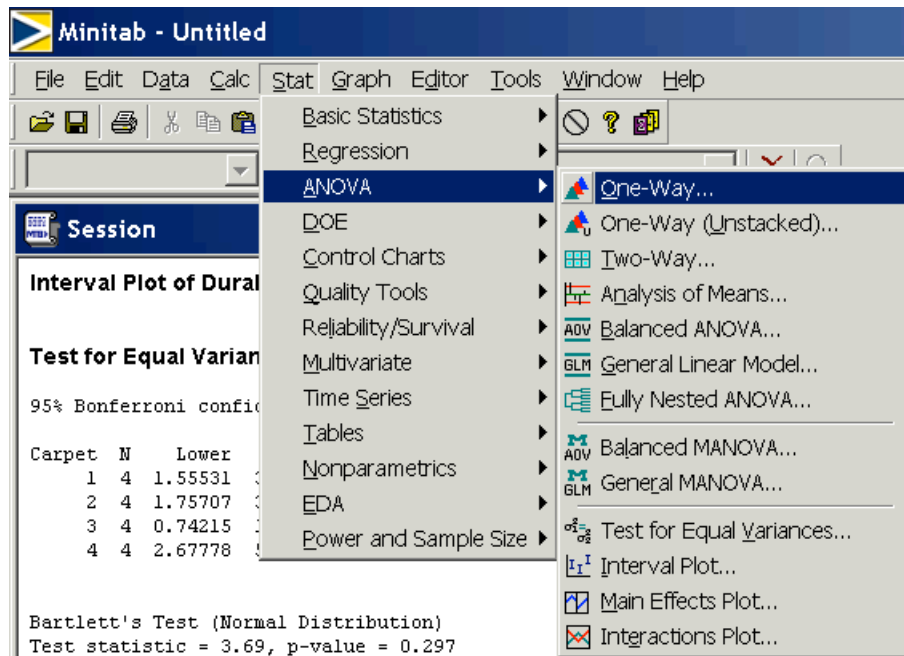 Minitab - Untitled
File Edit Data Calc Stat Graph Editor Tools Window Help
Basic Statistics
Regression
ANOVA
DOE
Control Charts
Quality Tools
Reliability/Survival
Multivariate
Time Series
Tables
Nonparametrics
EDA
Power and Sample Size
One-Way...
One-Way (Unstacked)...
Two-Way...
Analysis of Means...
AOV Balanced ANOVA...
GLM General Linear Model...
Fully Nested ANOVA...
M AOV Balanced MANOVA...
M GLM General MANOVA...
Test for Equal Variances...
Interval Plot...
Main Effects Plot...
Interactions Plot...
Session
Interval Plot of
Test for Equal
95% Bonferroni
Carpet N Lower
1 4 1.55531
2 4 1.75707
3 4 0.74215
4 4 2.67778
Bartlett's Test (Normal Distribution)
Test statistic = 3.69, p-value = 0.297